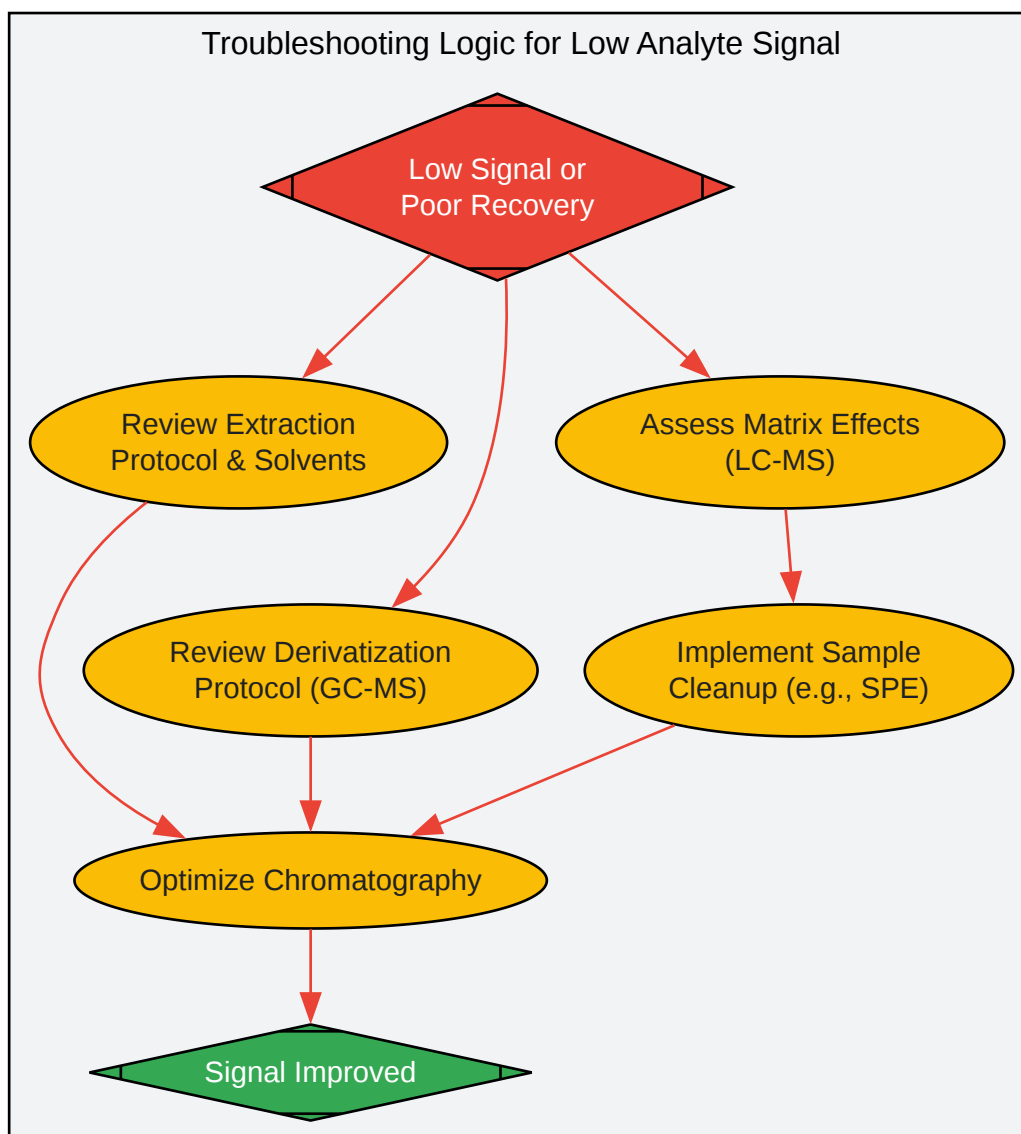 Troubleshooting Logic for Low Analyte Signal
Low Signal or
Poor Recovery
Review Extraction
Protocol & Solvents
Assess Matrix Effects
(LC-MS)
Review Derivatization
Protocol (GC-MS)
Implement Sample
Cleanup (e.g., SPE)
Optimize Chromatography
Signal Improved